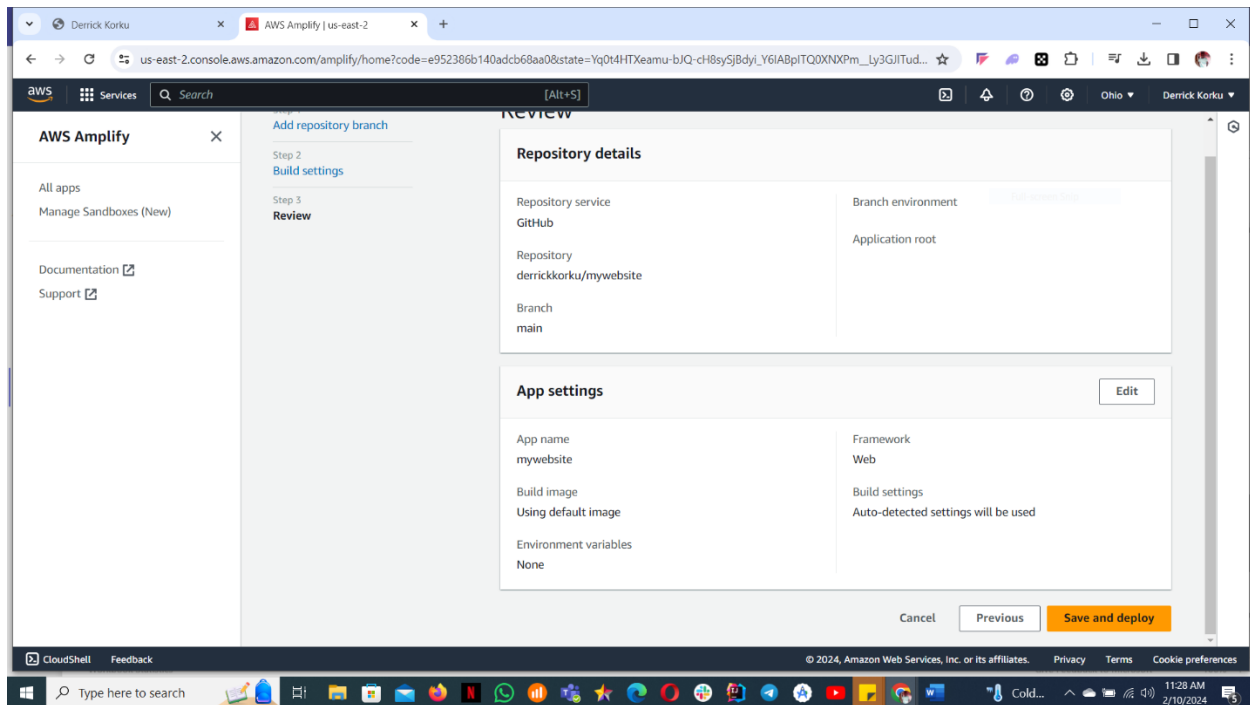 Derrick Korku
AWS Amplify | us-east-2
us-east-2.console.aws.amazon.com/amplify/home?code=e952386b140adcb68aa0&state=Yq0t4HTXeamu-bJQ-cH8sySjBdyi_Y6IABpITQ0XNXPm__Ly3GJITud...
aws Services Search [Alt+S] Ohio Derrick Korku
AWS Amplify
All apps
Manage Sandboxes (New)
Documentation
Support
Add repository branch
Step 2
Build settings
Step 3
Review
Review
Repository details
Repository service
GitHub
Repository
derrickkorku/mywebsite
Branch
main
Branch environment
Application root
App settings
Edit
App name
mywebsite
Build image
Using default image
Environment variables
None
Framework
Web
Build settings
Auto-detected settings will be used
Cancel Previous Save and deploy
CloudShell Feedback © 2024, Amazon Web Services, Inc. or its affiliates. Privacy Terms Cookie preferences
Type here to search Cold... 11:28 AM
2/10/2024